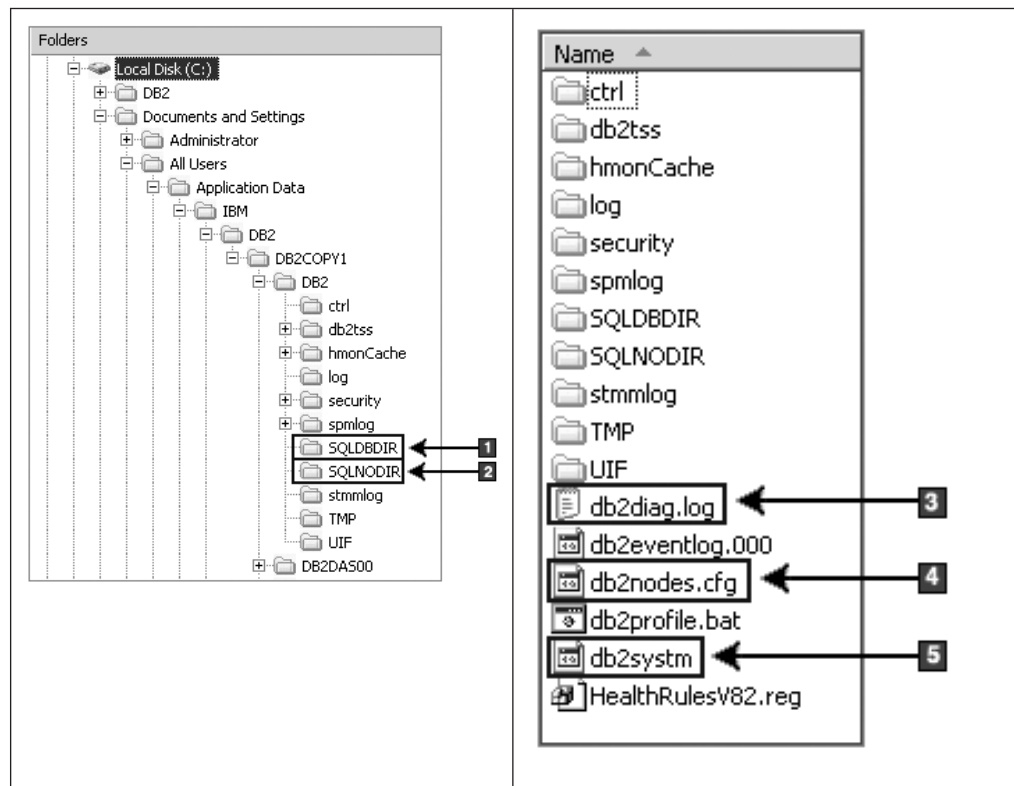 Folders
Local Disk (C:)
DB2
Documents and Settings
Administrator
All Users
Application Data
IBM
DB2
DB2COPY1
DB2
ctrl
db2tss
hmonCache
log
security
spmlog
SQLDBDIR
1
SQLNODIR
2
stmmlog
TMP
UIF
DB2DAS00
Name
ctrl
db2tss
hmonCache
log
security
spmlog
SQLDBDIR
SQLNODIR
stmmlog
TMP
UIF
db2diag.log
3
db2eventlog.000
db2nodes.cfg
4
db2profile.bat
db2systm
5
HealthRulesV82.reg